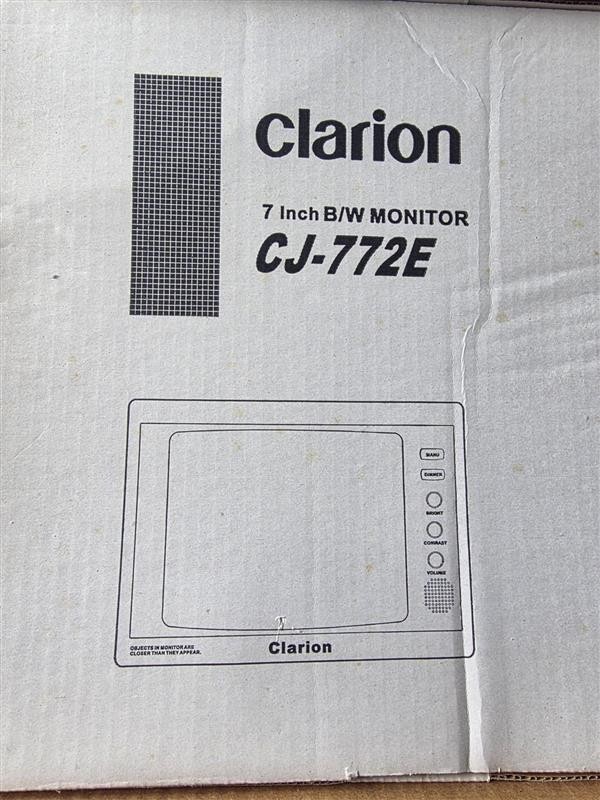 Clarion
7 Inch B/W MONITOR
CJ-772E
MANU
DIMMER
BRIGHT
CONTRAST
VOLUME
OBJECTS IN MONITOR ARE
CLOSER THAN THEY APPEAR.
Clarion